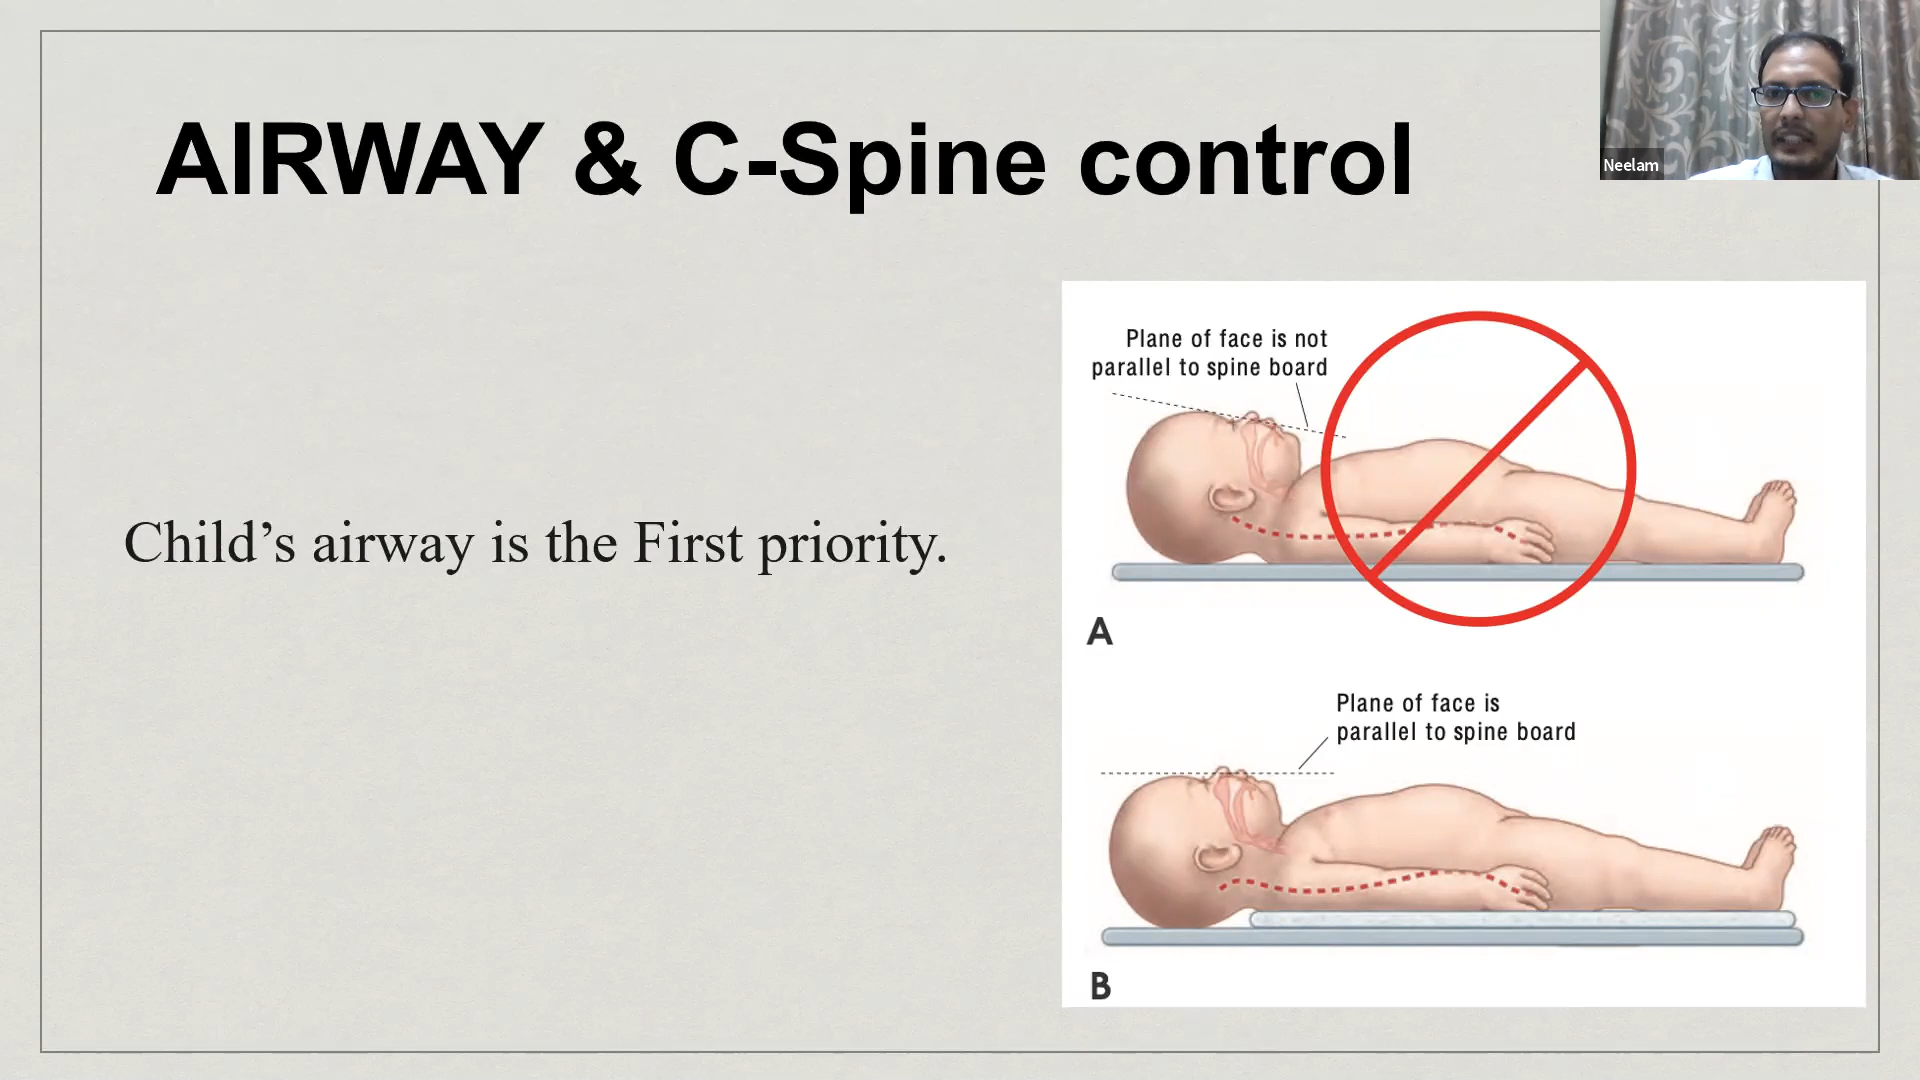 AIRWAY & C-Spine control
Neelam
Child’s airway is the First priority.
Plane of face is not
parallel to spine board
A
Plane of face is
parallel to spine board
B